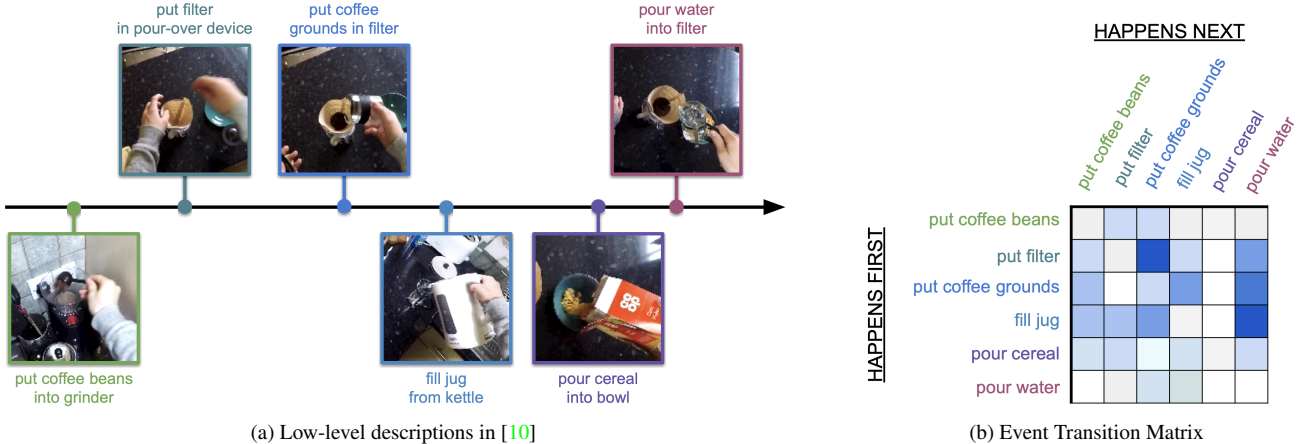 put filter
in pour-over device
put coffee
grounds in filter
pour water
into filter
put coffee beans
into grinder
fill jug
from kettle
pour cereal
into bowl
co
op
(a) Low-level descriptions in [10]
HAPPENS NEXT
put coffee beans
put filter
put coffee grounds
fill jug
pour cereal
pour water
HAPPENS FIRST
put coffee beans
put filter
put coffee grounds
fill jug
pour cereal
pour water
(b) Event Transition Matrix